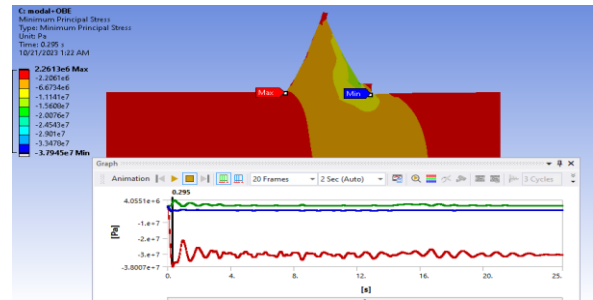 C: modal+OBE
Minimum Principal Stress
Type: Minimum Principal Stress
Unit: Pa
Time: 0.295 s
10/21/2023 1:22 AM
2.2613e6 Max
-2.2061e6
-6.6734e6
-1.1141e7
-1.5609e7
-2.0076e7
-2.4543e7
-2.901e7
-3.3478e7
-3.7945e7 Min
Max
Min
Graph
Animation 20 Frames 2 Sec (Auto) 3 Cycles
0.295
4.0551e+6
-1.e+7
-2.e+7
-3.e+7
-3.8007e+7
[Pa]
0. 4. 8. 12. 16. 20. 25.
[s]